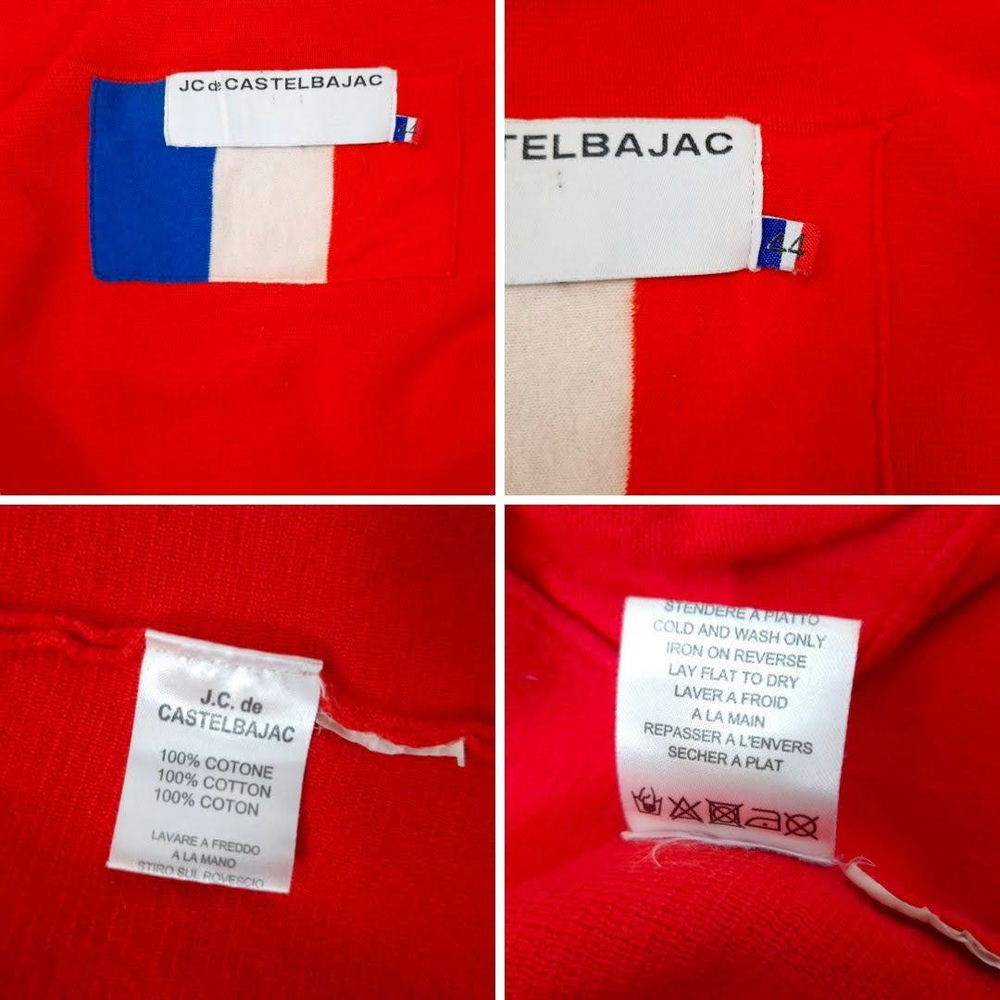 JC de CASTELBAJAC
44
TELBAJAC
44
J.C. de
CASTELBAJAC
100% COTONE
100% COTTON
100% COTON
LAVARE A FREDDO
A LA MANO
STIRO SUL ROVESCIO
STENDERE A PIATTO
COLD AND WASH ONLY
IRON ON REVERSE
LAY FLAT TO DRY
LAVER A FROID
A LA MAIN
REPASSER A L'ENVERS
SECHER A PLAT